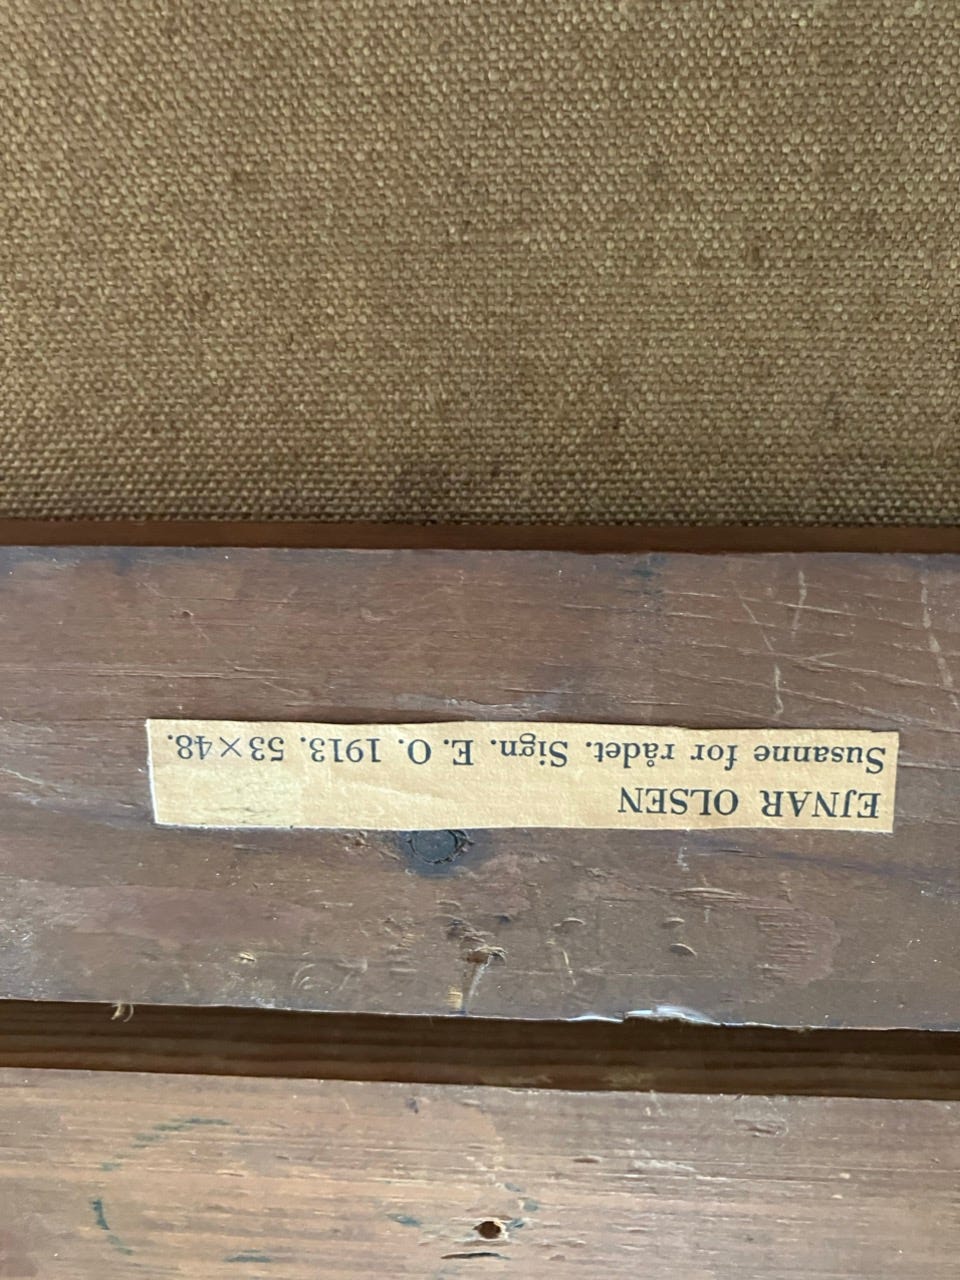 EJNAR OLSEN
Susanne for rådet. Sign. E. O. 1913. 53×48.